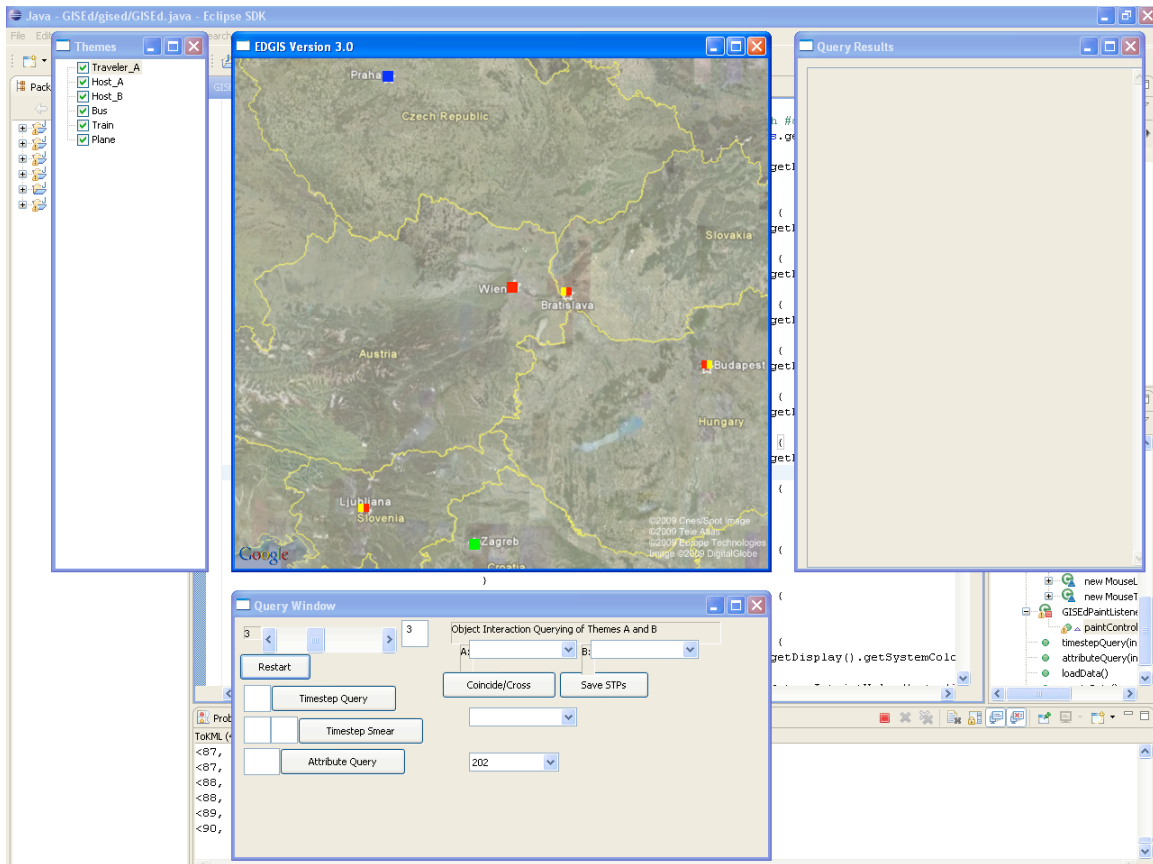 Java - GISEd/gised/GISEd.java - Eclipse SDK
File
Themes
Traveler_A
Host_A
Host_B
Bus
Train
Plane
EDGIS Version 3.0
Praha
Czech Republic
Slovakia
Wien
Bratislava
Austria
Budapest
Hungary
Ljubljana
Slovenia
Zagreb
Croatia
Google
©2009 Cnes/Spot Image
©2009 Tele Atlas
©2009 Europe Technologies
Image ©2009 DigitalGlobe
Query Results
}
Query Window
3
3
Object Interaction Querying of Themes A and B
A:
B:
Restart
Coincide/Cross
Save STPs
Timestep Query
Timestep Smear
Attribute Query
202
{
{
getDisplay().getSystemColo
new MouseL
new MouseT
GISEdPaintListene
paintControl
timestepQuery(in
attributeQuery(in
loadData()
ToKML (
<87,
<87,
<88,
<88,
<89,
<90,